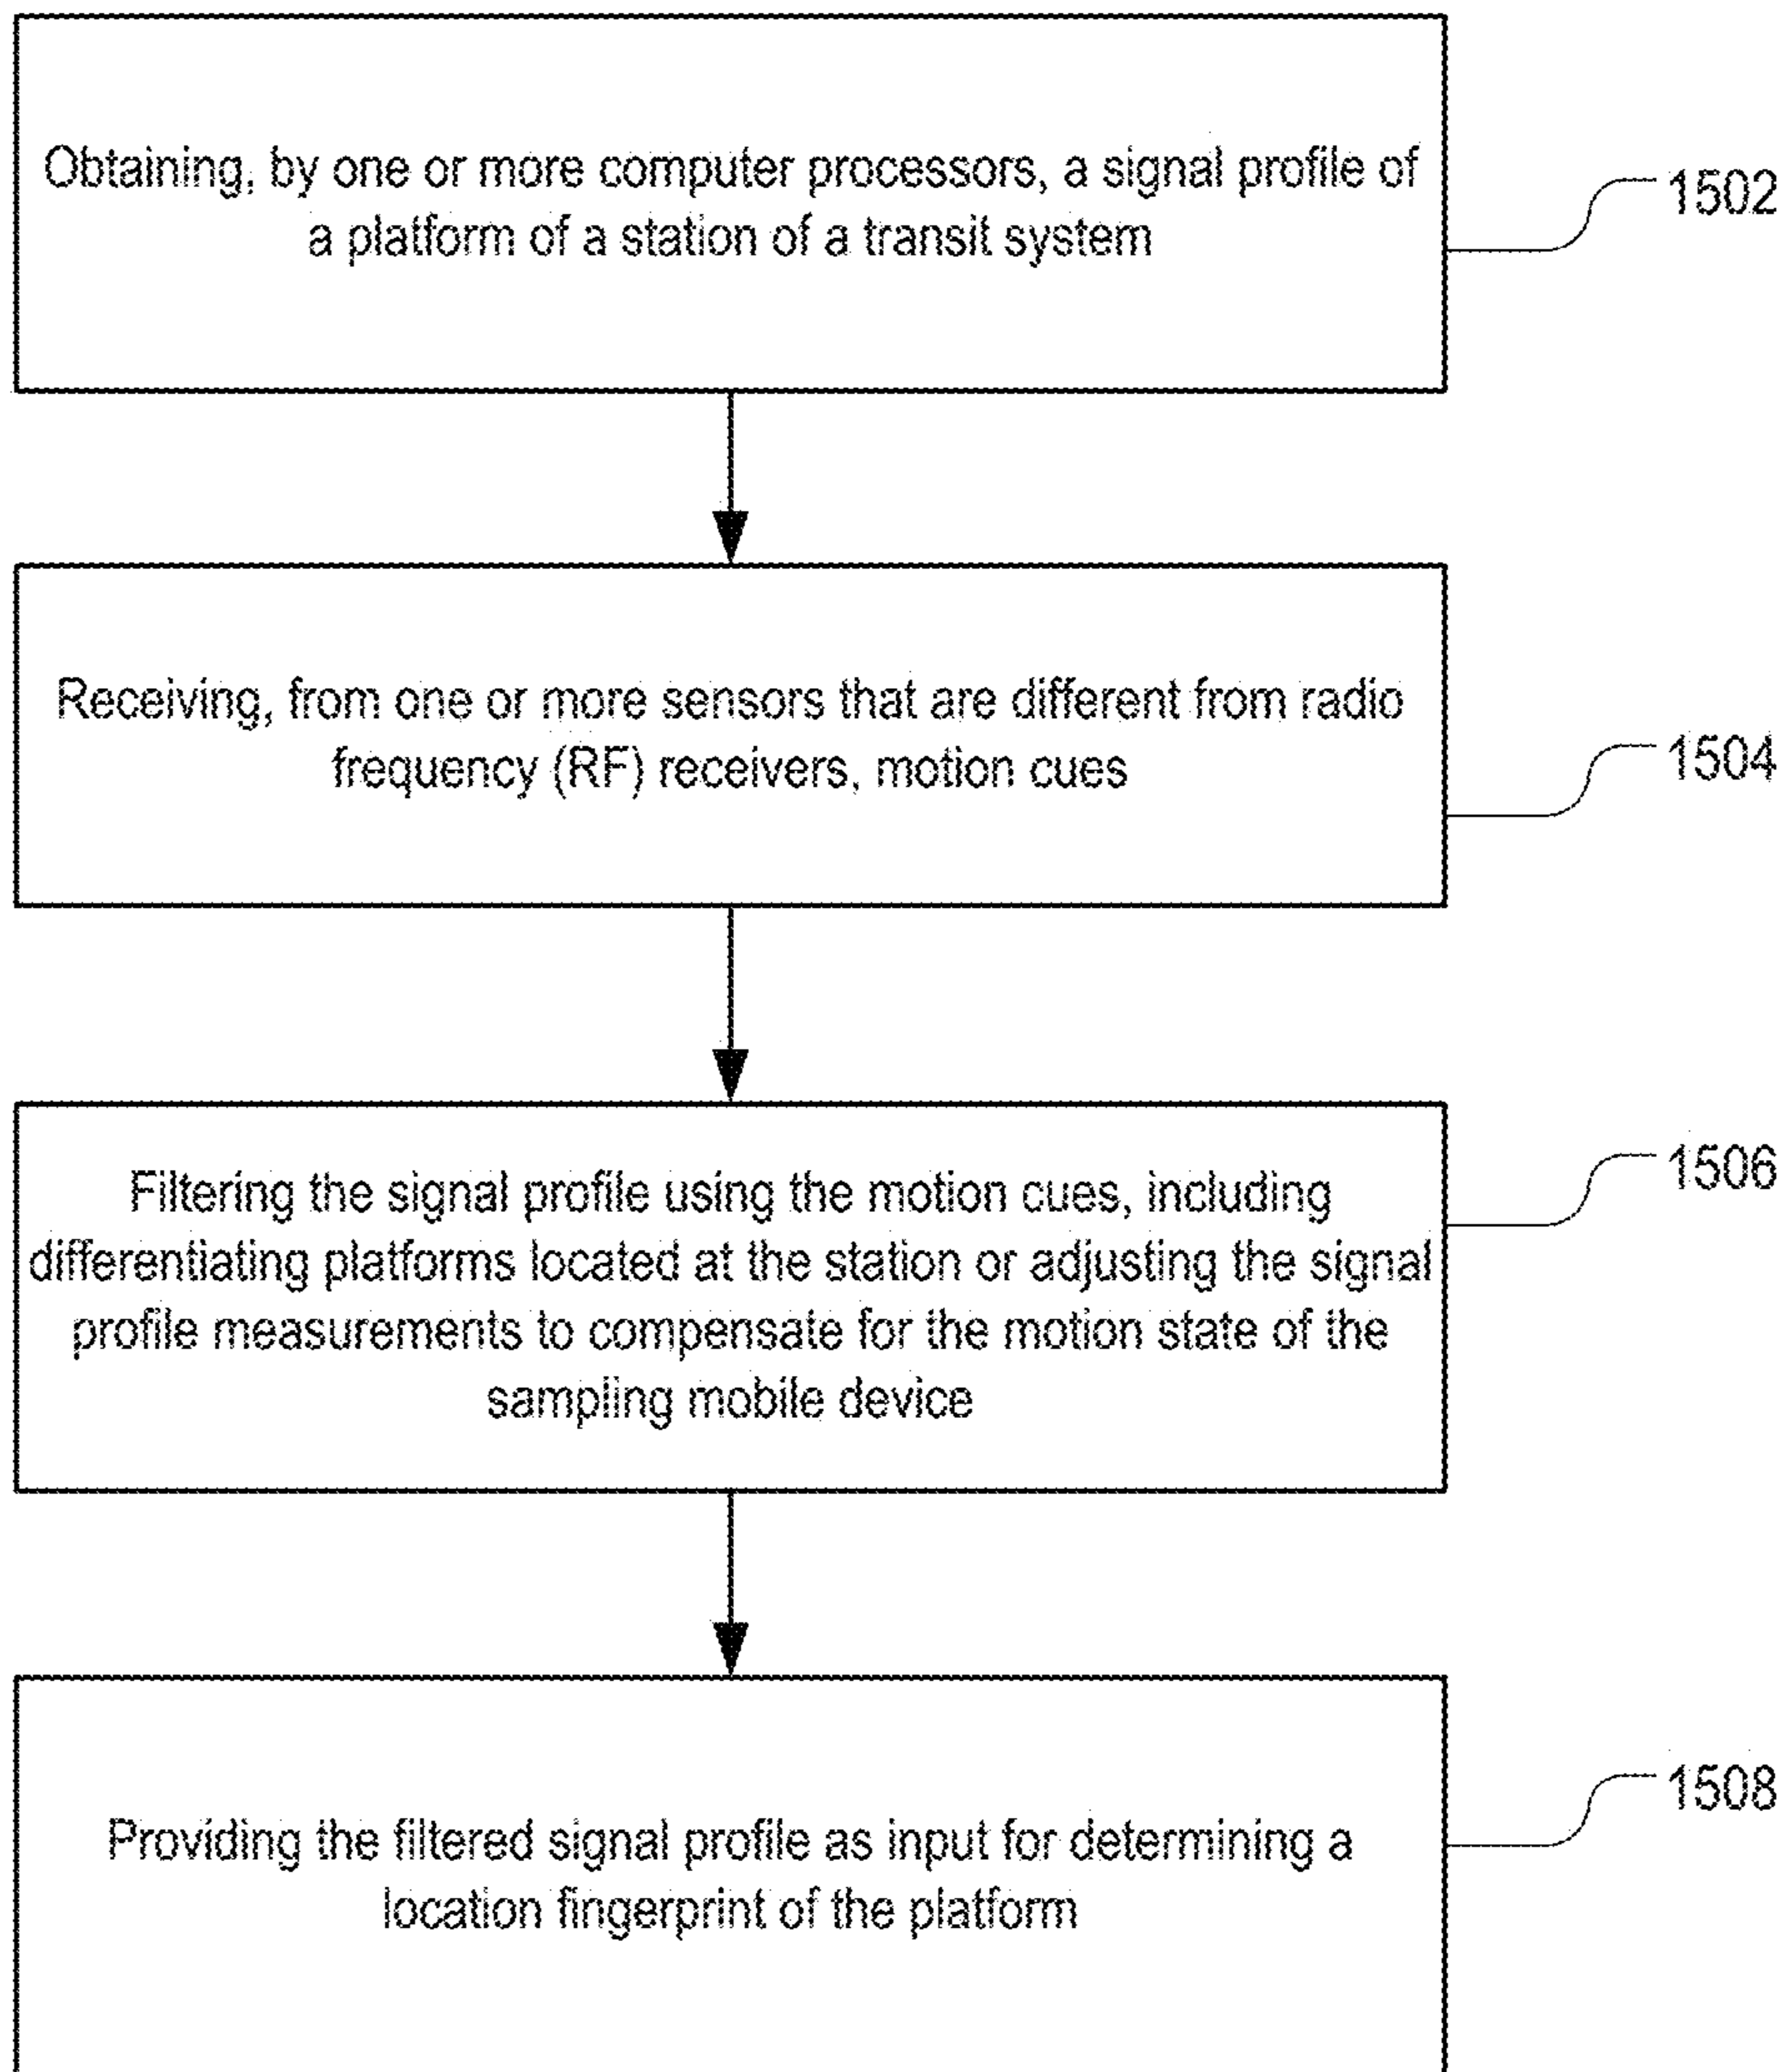 Obtaining, by one or more computer processors, a signal profile of
a platform of a station of a transit system
1502
Receiving, from one or more sensors that are different from radio
frequency (RF) receivers, motion cues
1504
Filtering the signal profile using the motion cues, including
differentiating platforms located at the station or adjusting the signal
profile measurements to compensate for the motion state of the
sampling mobile device
1506
Providing the filtered signal profile as input for determining a
location fingerprint of the platform
1508